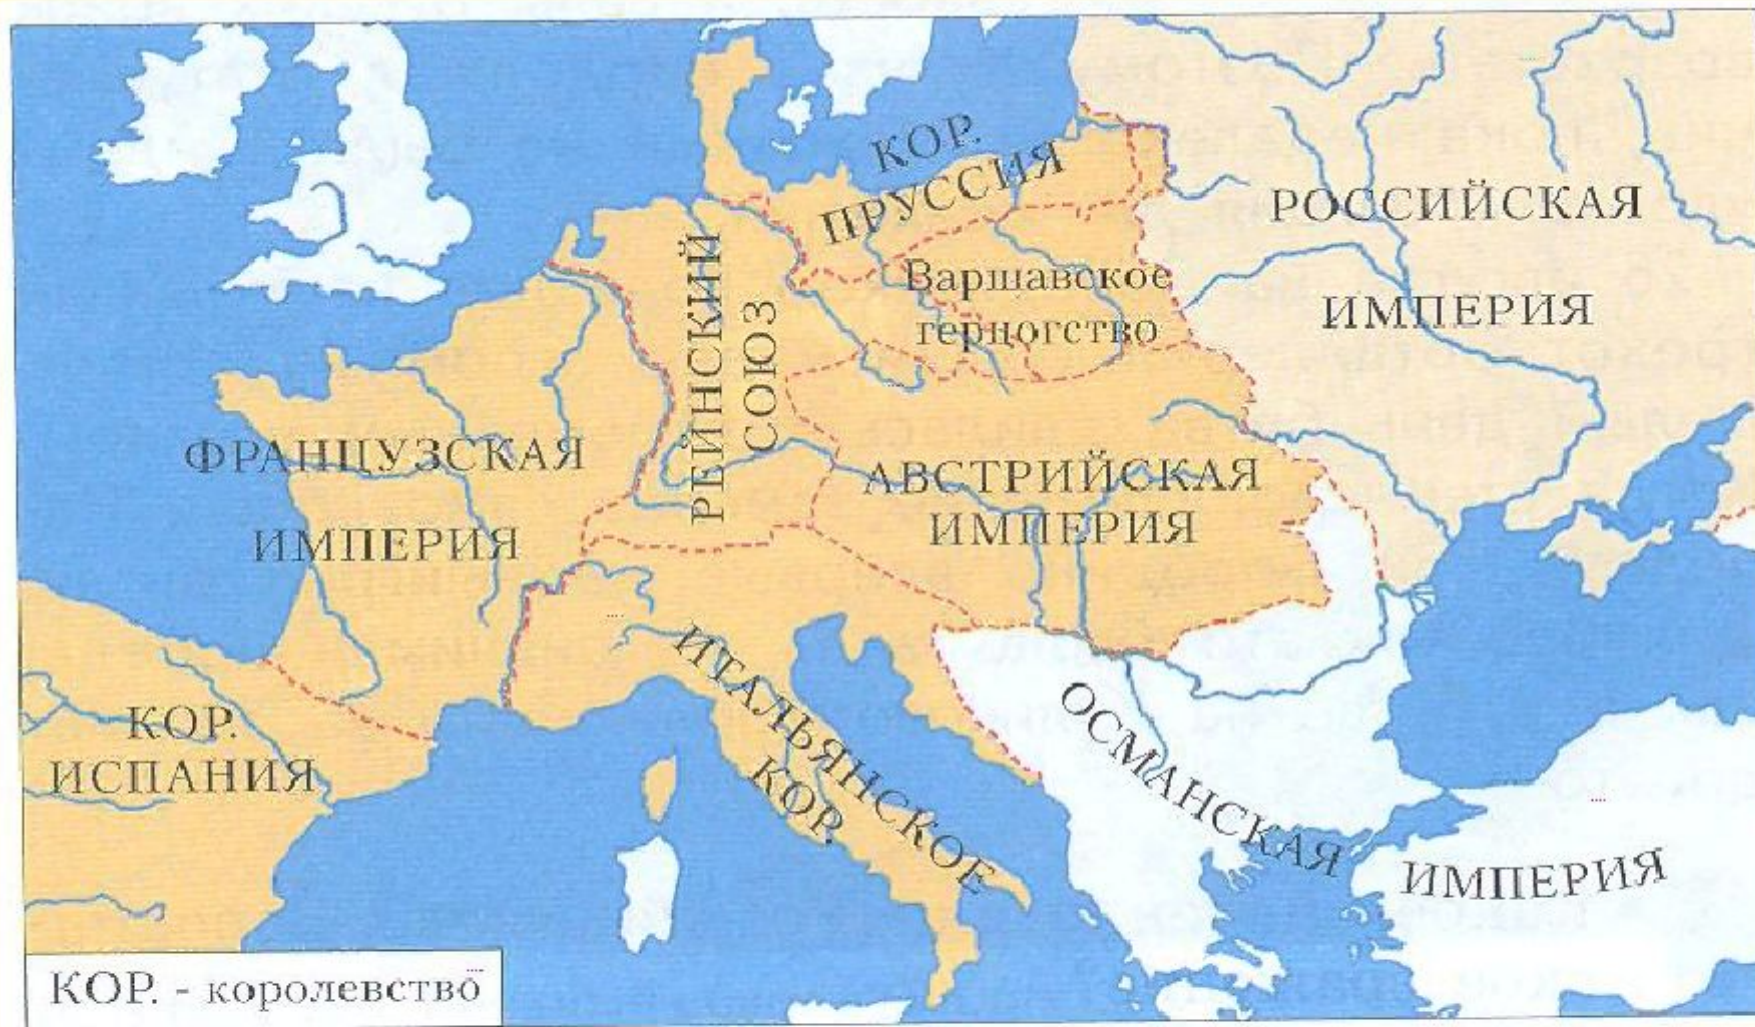 КОР.
ПРУССИЯ
РОССИЙСКАЯ
ИМПЕРИЯ
Варшавское
герцогство
РЕЙНСКИЙ
СОЮЗ
ФРАНЦУЗСКАЯ
ИМПЕРИЯ
АВСТРИЙСКАЯ
ИМПЕРИЯ
КОР.
ИСПАНИЯ
ИТАЛЬЯНСКОЕ
КОР.
ОСМАНСКАЯ
ИМПЕРИЯ
КОР. - королевство